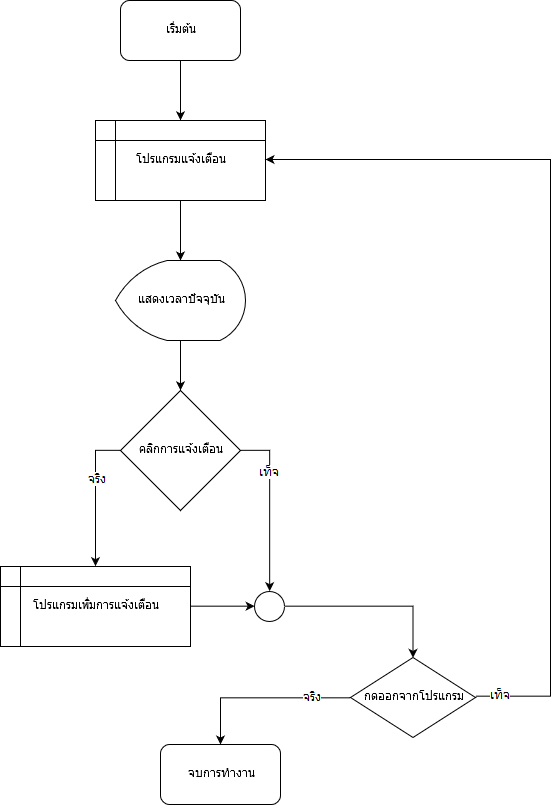 เริ่มต้น
โปรแกรมแจ้งเตือน
แสดงเวลาปัจจุบัน
คลิกการแจ้งเตือน
จริง
เท็จ
โปรแกรมเพิ่มการแจ้งเตือน
กดออกจากโปรแกรม
จริง
เท็จ
จบการทำงาน